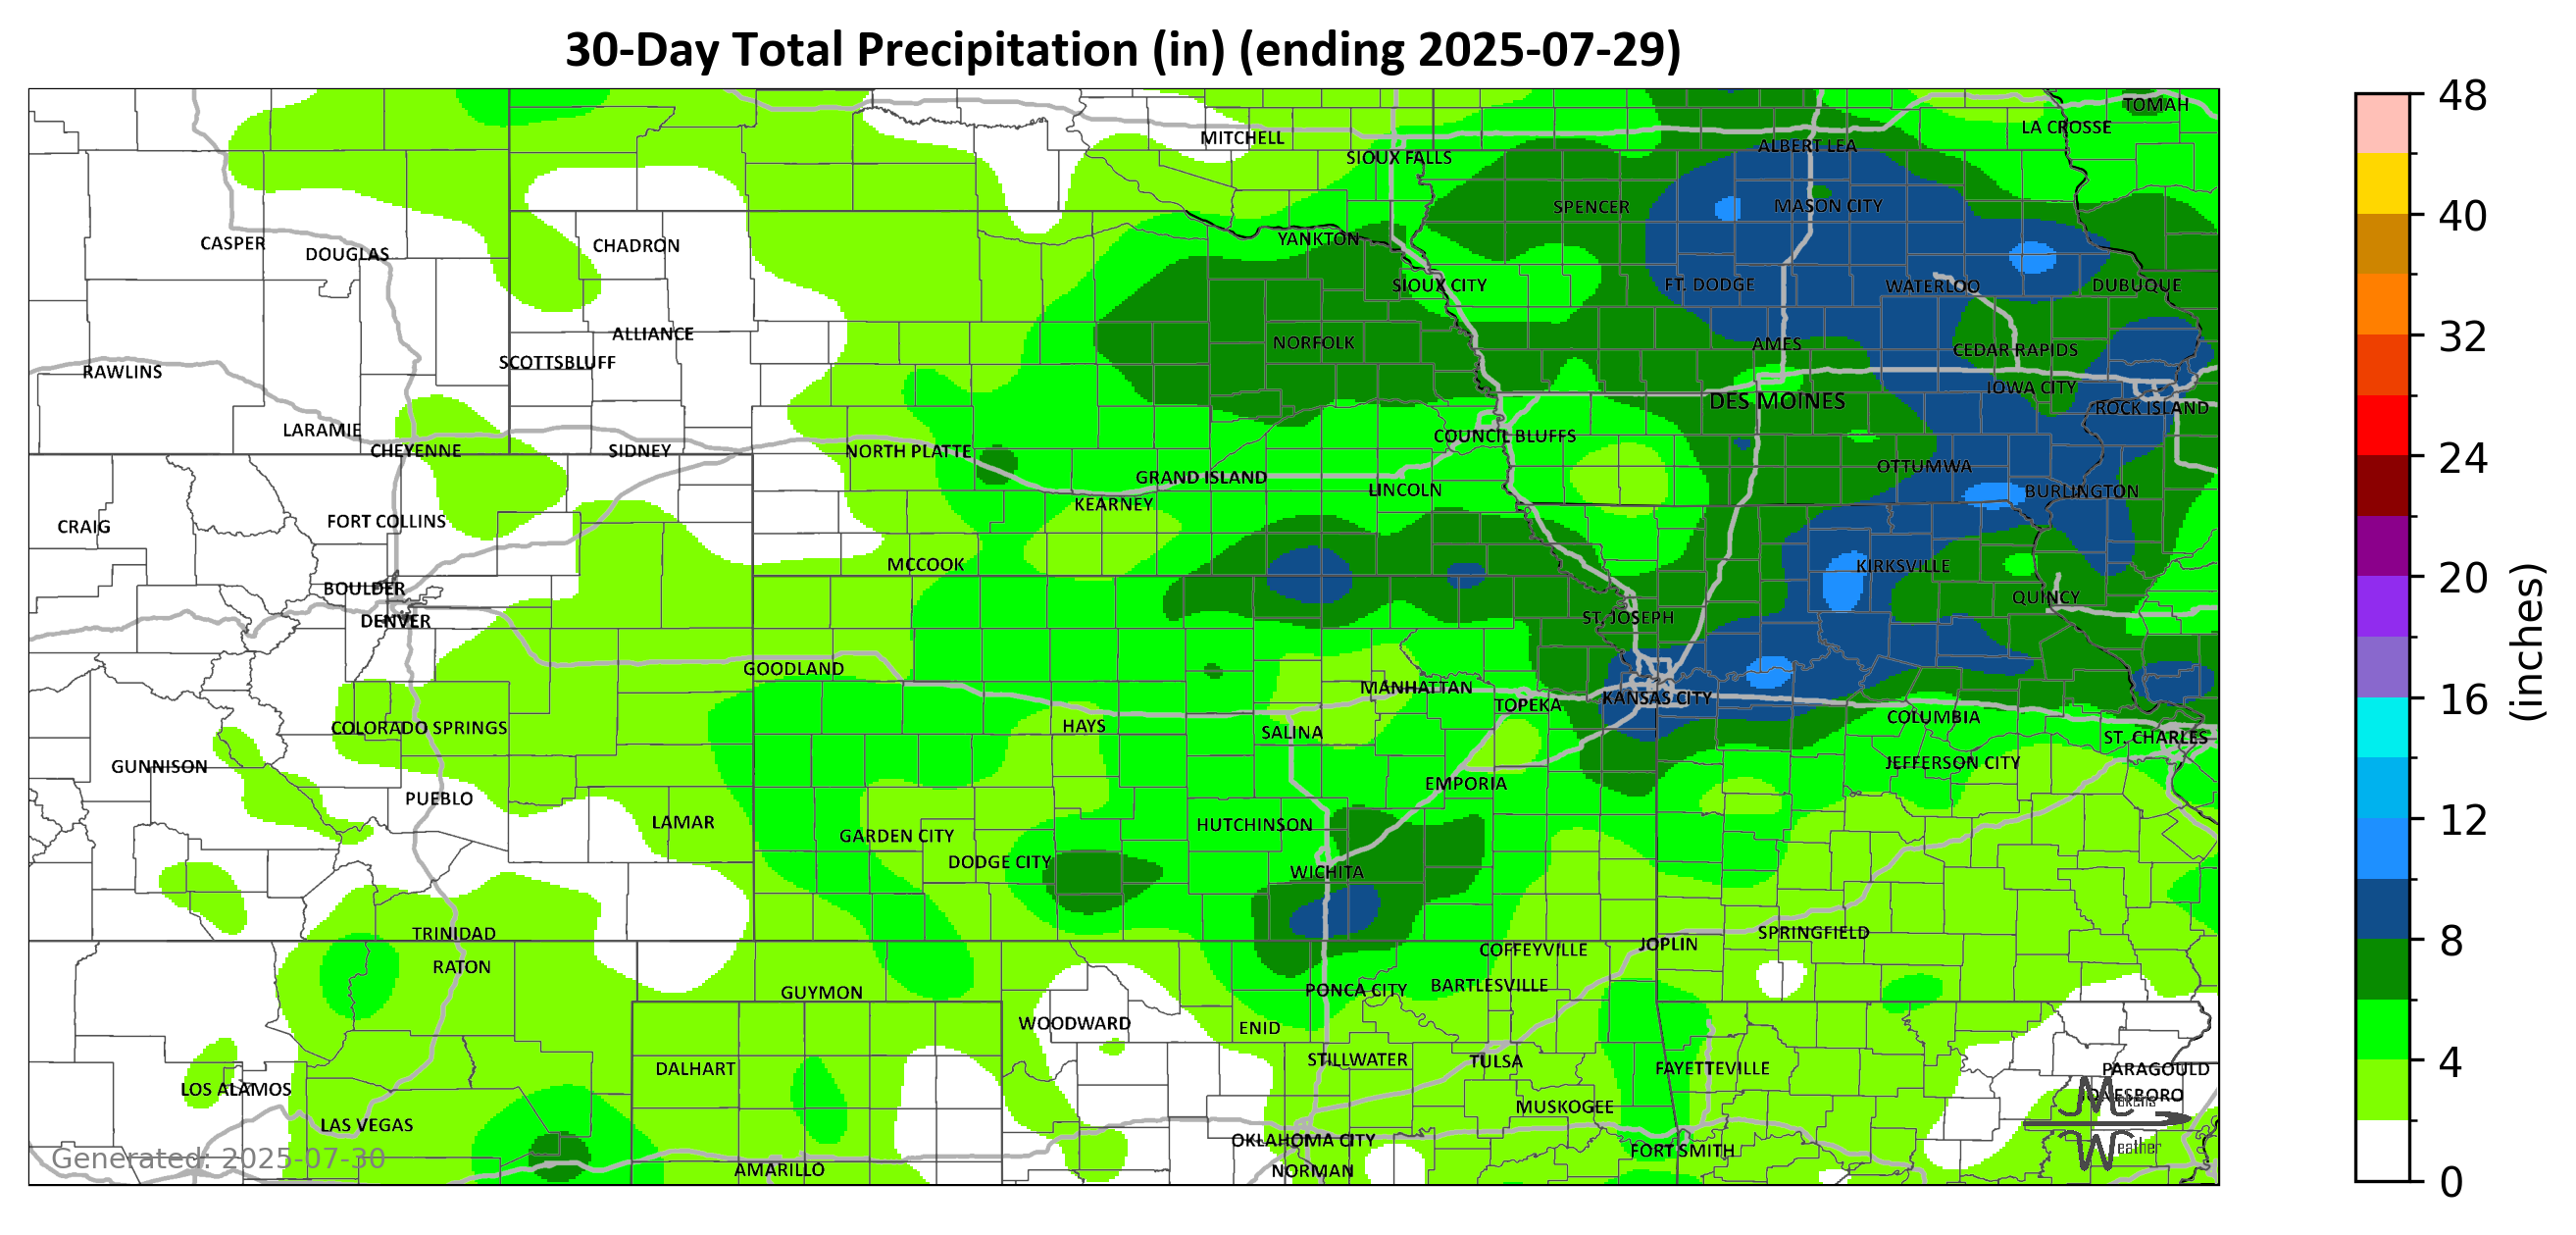 30-Day Total Precipitation (in) (ending 2025-07-29)
48
TOMAH
LA CROSSE
MITCHELL
ALBERT LEA
SIOUX FALLS
SPENCER
MASON CITY
40
YANKTON
CASPER
CHADRON
DOUGLAS
SIOUX CITY
FT. DODGE
WATERLOO
DUBUQUE
ALLIANCE
NORFOLK
AMES
CEDAR RAPIDS
32
SCOTTSBLUFF
RAWLINS
IOWA CITY
DES MOINES
ROCK ISLAND
LARAMIE
COUNCIL BLUFFS
CHEYENNE
SIDNEY
NORTH PLATTE
24
OTTUMWA
GRAND ISLAND
LINCOLN
BURLINGTON
KEARNEY
FORT COLLINS
CRAIG
MCCOOK
KIRKSVILLE
20
BOULDER
QUINCY
DENVER
ST. JOSEPH
(inches)
GOODLAND
MANHATTAN
KANSAS CITY
16
TOPEKA
COLUMBIA
COLORADO SPRINGS
HAYS
SALINA
ST. CHARLES
GUNNISON
JEFFERSON CITY
EMPORIA
PUEBLO
LAMAR
HUTCHINSON
12
GARDEN CITY
DODGE CITY
WICHITA
TRINIDAD
SPRINGFIELD
8
JOPLIN
COFFEYVILLE
RATON
BARTLESVILLE
GUYMON
PONCA CITY
WOODWARD
ENID
STILLWATER
TULSA
4
DALHART
FAYETTEVILLE
PARAGOULD
LOS ALAMOS
JONESBORO
MUSKOGEE
LAS VEGAS
OKLAHOMA CITY
FORT SMITH
Weather
Generated: 2025-07-30
AMARILLO
NORMAN
0